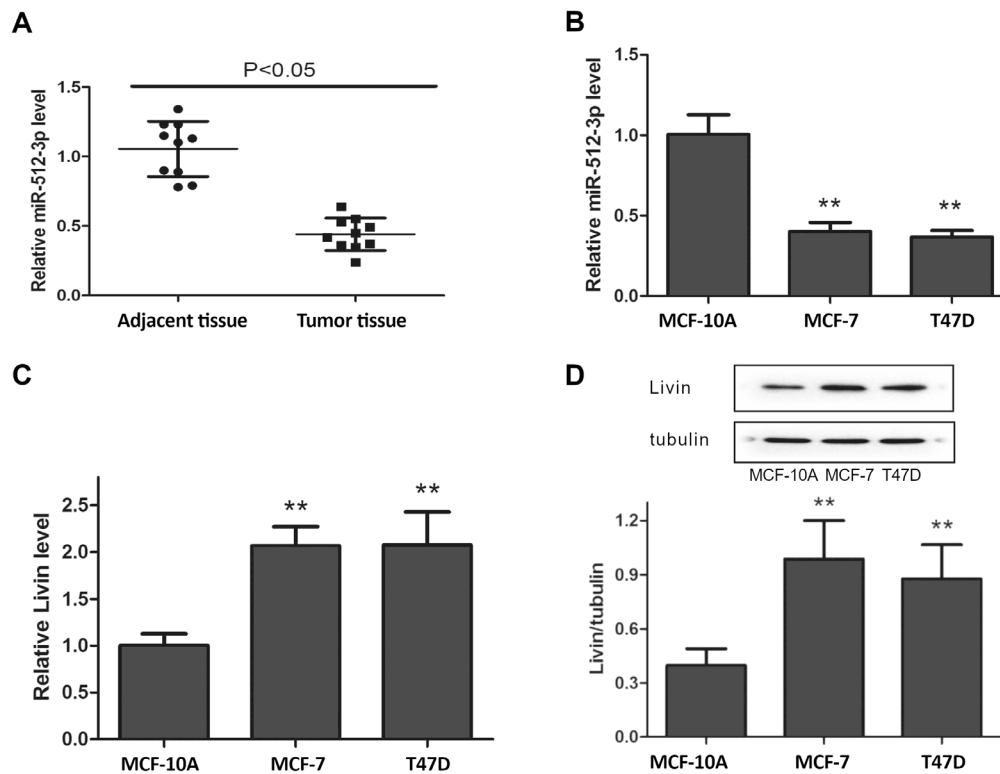 A
P<0.05
Relative miR-512-3p level
1.5
1.0
0.5
0.0
Adjacent tissue Tumor tissue
B
Relative miR-512-3p level
1.5
1.0
0.5
0.0
** **
MCF-10A MCF-7 T47D
C
Relative Livin level
2.5
2.0
1.5
1.0
0.5
0.0
** **
MCF-10A MCF-7 T47D
D
Livin
tubulin
MCF-10A MCF-7 T47D
Livin/tubulin
1.2
0.9
0.6
0.3
0.0
** **
MCF-10A MCF-7 T47D